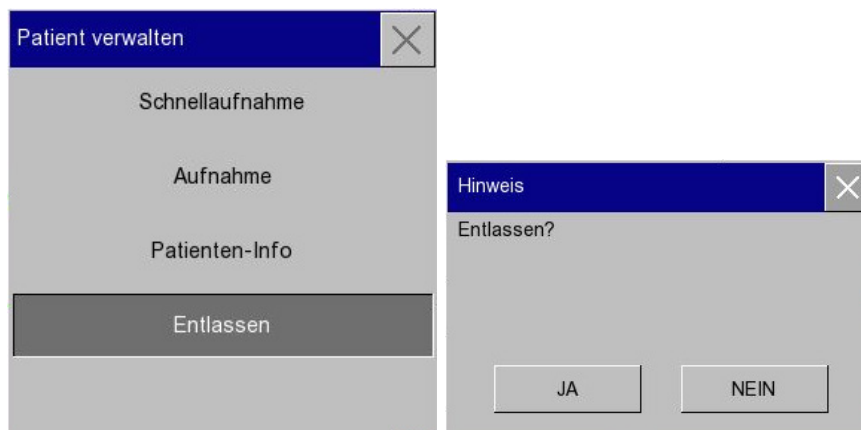 Patient verwalten
Schnellaufnahme
Aufnahme
Patienten-Info
Entlassen
Hinweis
Entlassen?
JA
NEIN